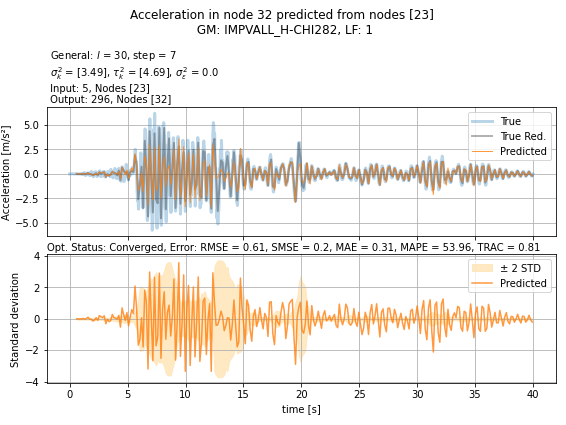 Acceleration in node 32 predicted from nodes [23]
GM: IMPVALL_H-CHI282, LF: 1
General: l = 30, step = 7
σ²ₖ = [3.49], τ²ₖ = [4.69], σ²ε = 0.0
Input: 5, Nodes [23]
Output: 296, Nodes [32]
5.0
2.5
0.0
−2.5
−5.0
Acceleration [m/s²]
True
True Red.
Predicted
Opt. Status: Converged, Error: RMSE = 0.61, SMSE = 0.2, MAE = 0.31, MAPE = 53.96, TRAC = 0.81
4
2
0
−2
−4
Standard deviation
± 2 STD
Predicted
0 5 10 15 20 25 30 35 40
time [s]